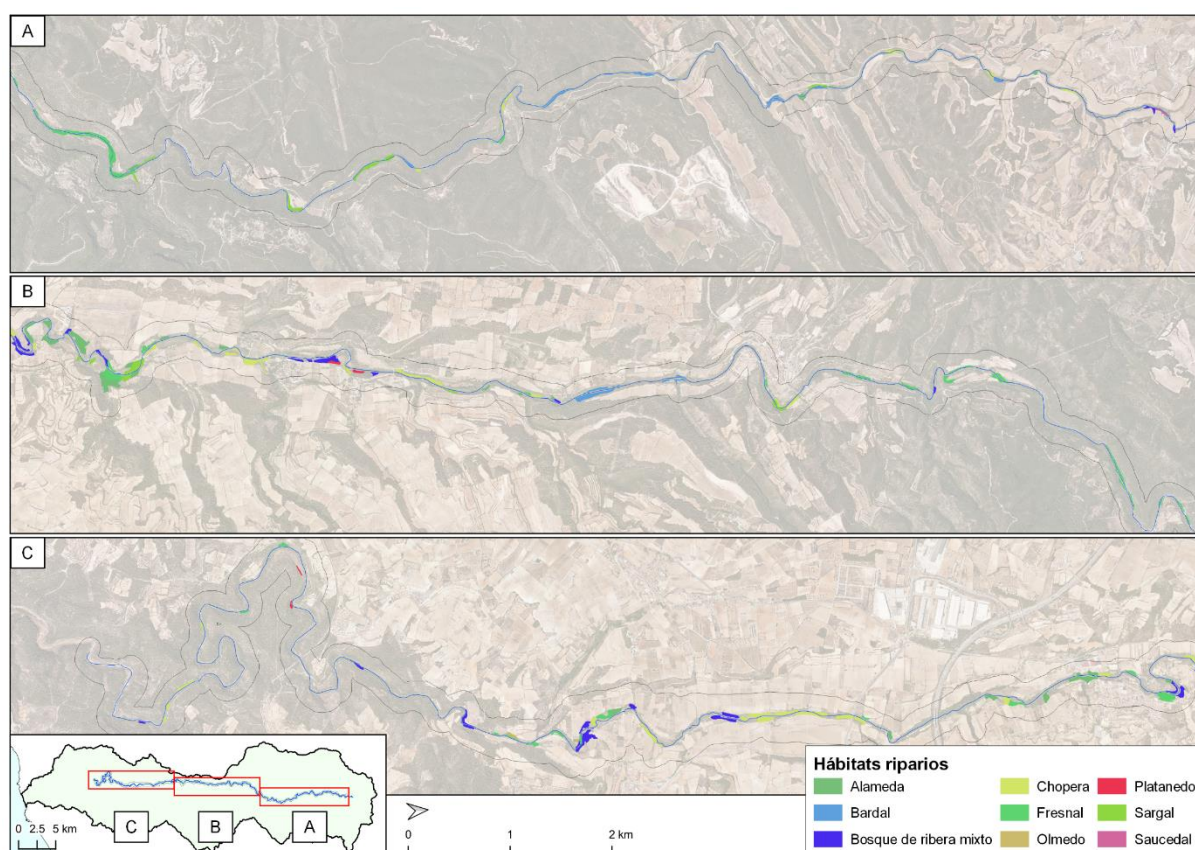 A
B
C
0 2.5 5 km
C
B
A
0 1 2 km
Hábitats riparios
Alameda
Bardal
Bosque de ribera mixto
Chopera
Fresnal
Olmedo
Platanedo
Sargal
Saucedal